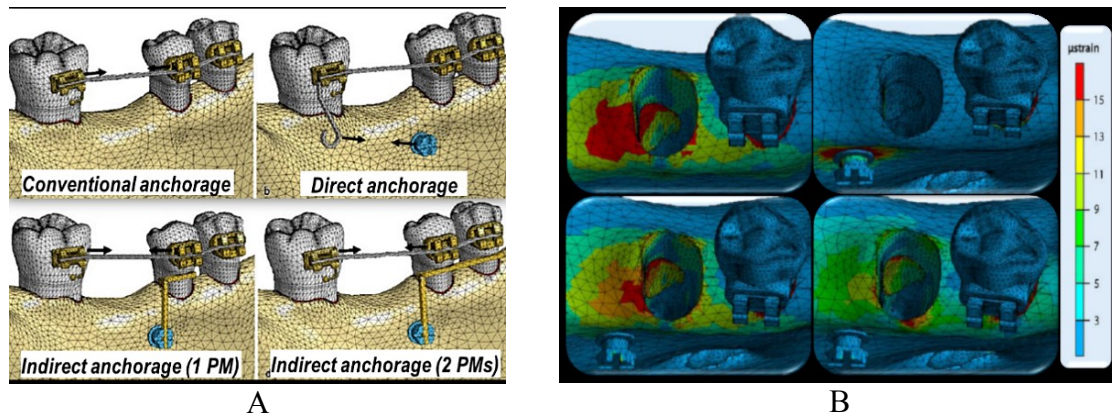 b
Conventional anchorage
Direct anchorage
Indirect anchorage (1 PM)
Indirect anchorage (2 PMs)
μstrain
15
13
11
9
7
5
3
A
B